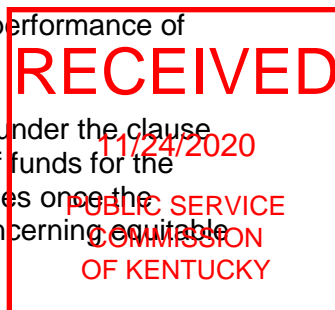 performance of
RECEIVED
under the clause
11/24/2020
funds for the
es once the
PUBLIC SERVICE
ncerning equitable
COMMISSION
OF KENTUCKY